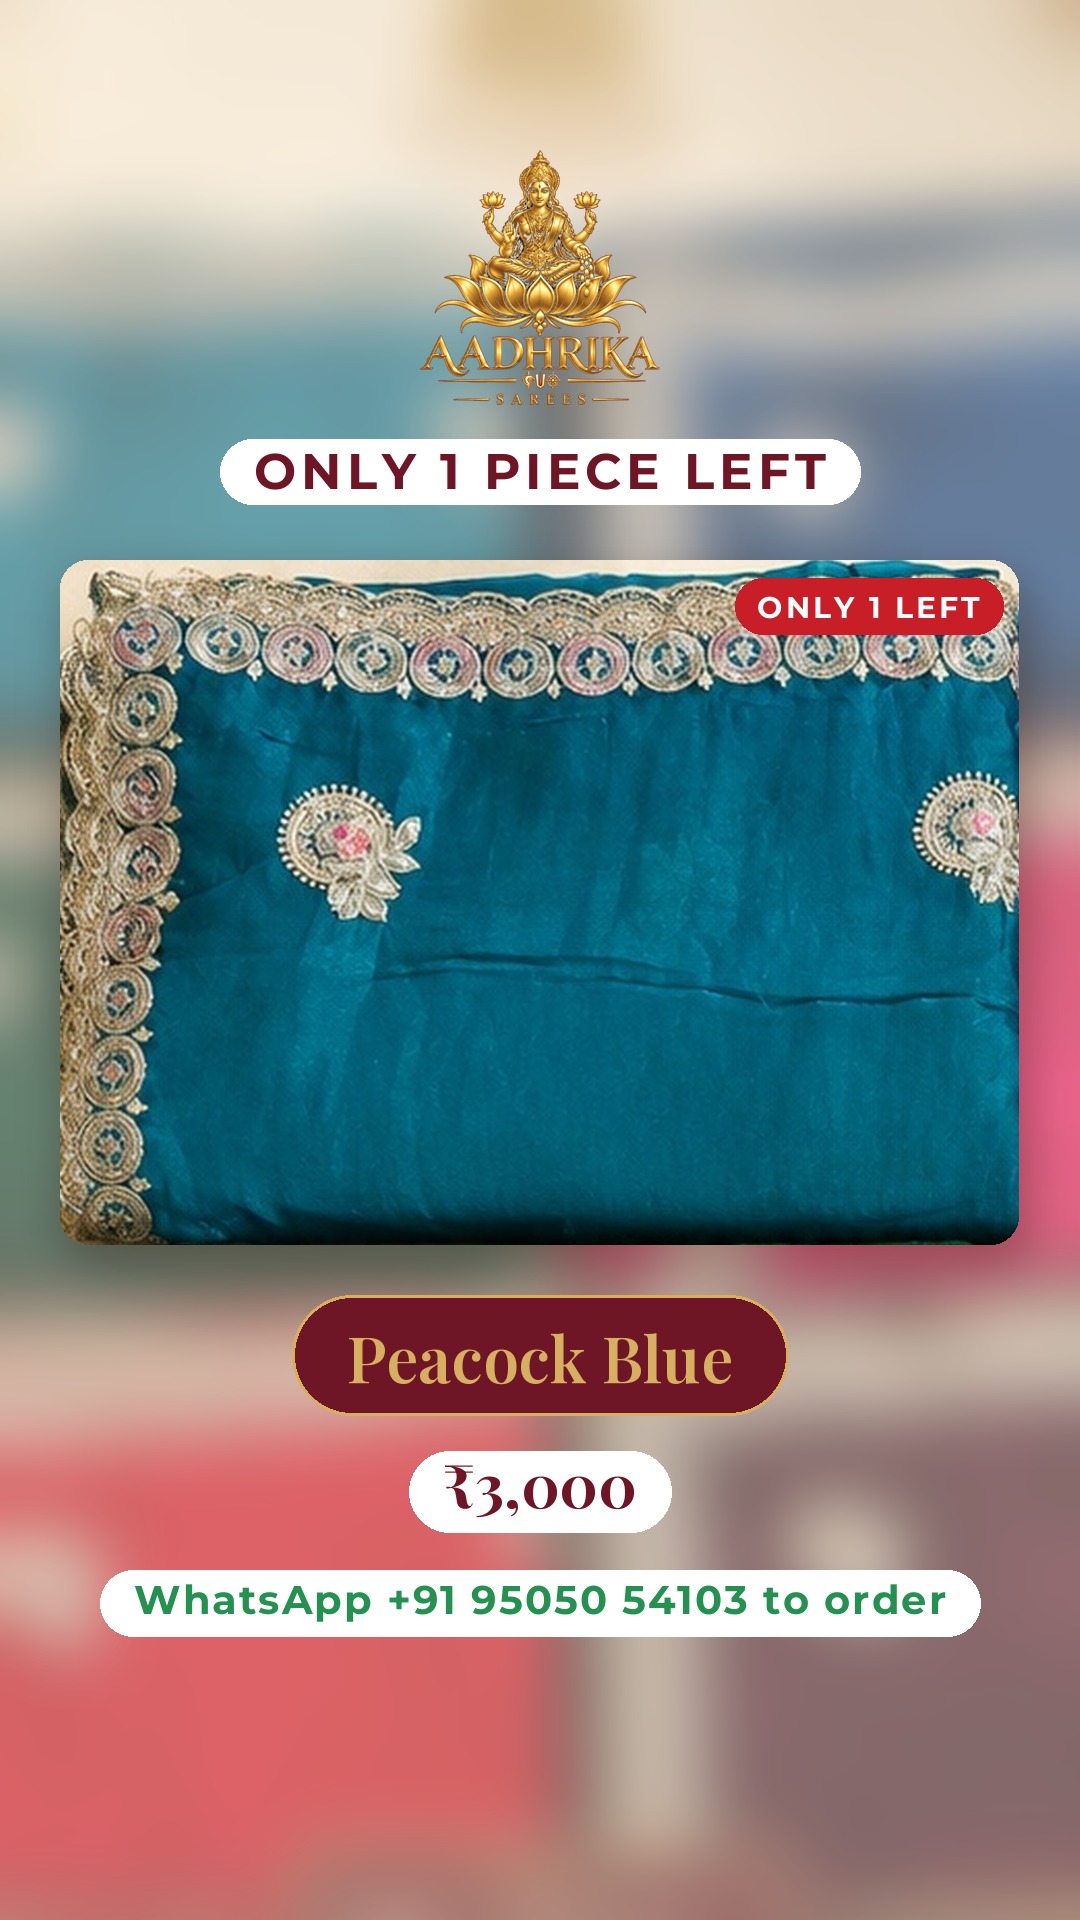 AADHRIKA
SAREES
ONLY 1 PIECE LEFT
ONLY 1 LEFT
Peacock Blue
₹3,000
WhatsApp +91 95050 54103 to order